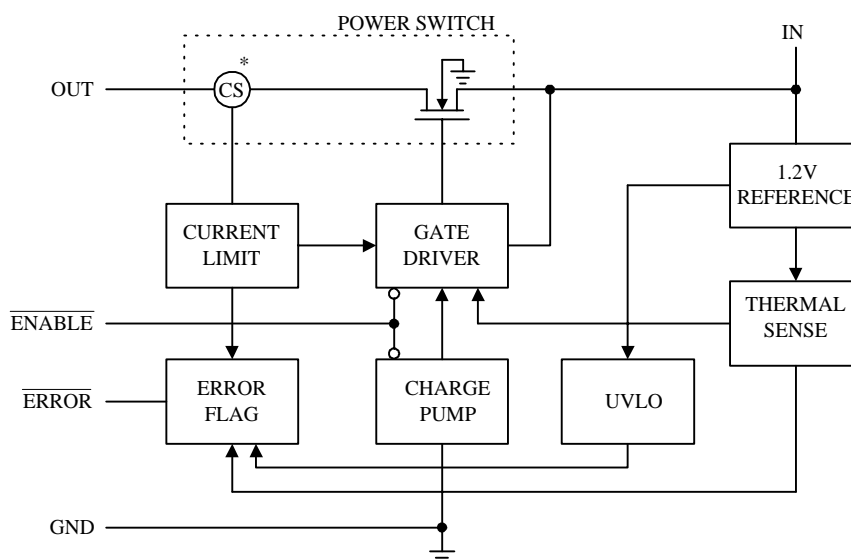 POWER SWITCH
IN
*
OUT
CS
1.2V
REFERENCE
CURRENT
LIMIT
GATE
DRIVER
THERMAL
SENSE
ENABLE
ERROR
ERROR
FLAG
CHARGE
PUMP
UVLO
GND